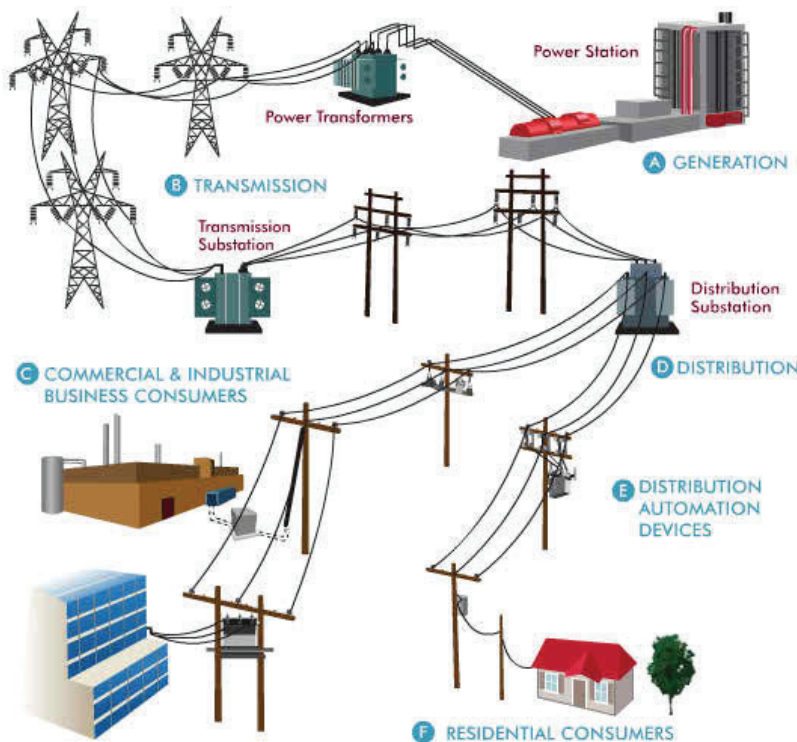 Power Station
Power Transformers
A GENERATION
B TRANSMISSION
Transmission
Substation
Distribution
Substation
C COMMERCIAL & INDUSTRIAL
BUSINESS CONSUMERS
D DISTRIBUTION
E DISTRIBUTION
AUTOMATION
DEVICES
F RESIDENTIAL CONSUMERS